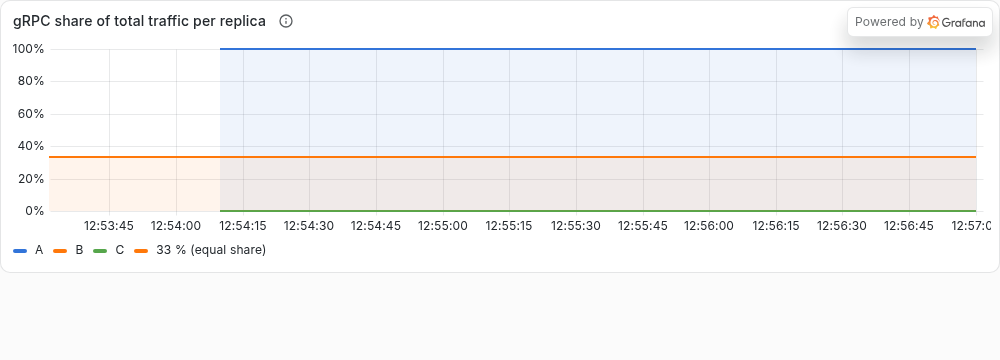 gRPC share of total traffic per replica
Powered by Grafana
100%
80%
60%
40%
20%
0%
12:53:45 12:54:00 12:54:15 12:54:30 12:54:45 12:55:00 12:55:15 12:55:30 12:55:45 12:56:00 12:56:15 12:56:30 12:56:45 12:57:0
A B C 33 % (equal share)